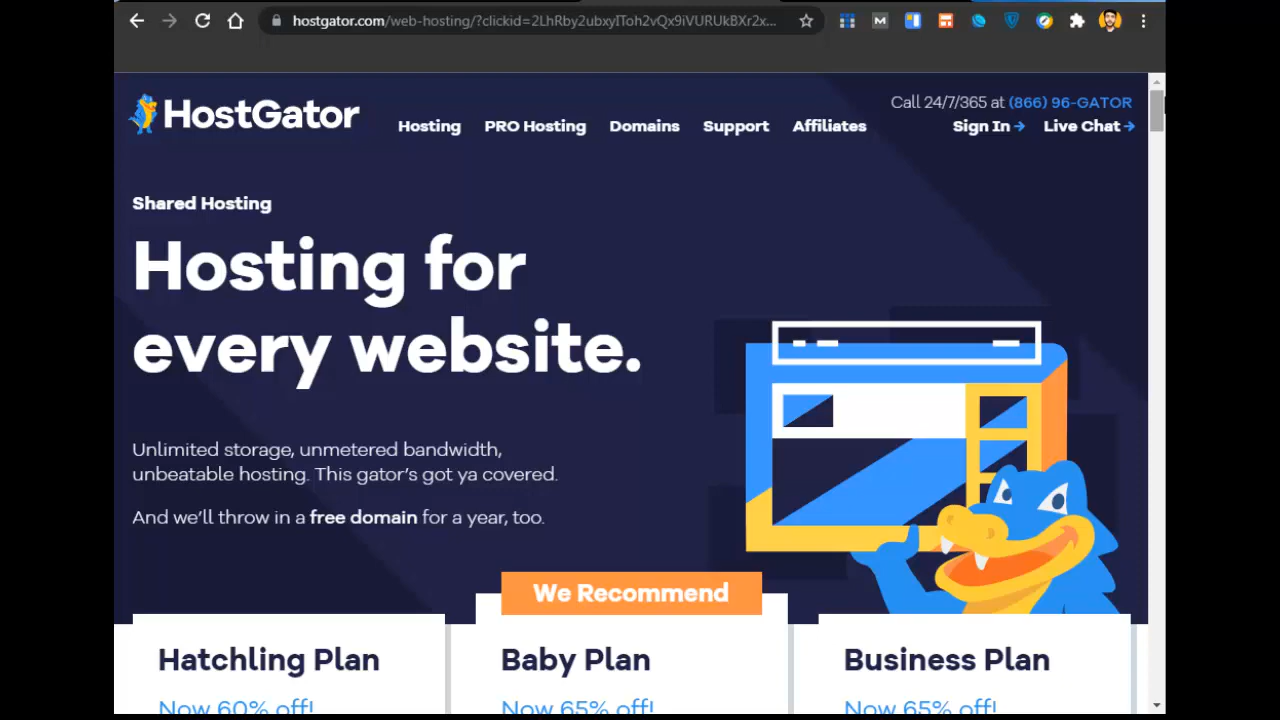 hostgator.com/web-hosting/?clickid=2LhRby2ubxyIToh2vQx9iVURUkBXr2x...
M
HostGator
Hosting
PRO Hosting
Domains
Support
Affiliates
Call 24/7/365 at (866) 96-GATOR
Sign In →
Live Chat →
Shared Hosting
Hosting for
every website.
Unlimited storage, unmetered bandwidth,
unbeatable hosting. This gator's got ya covered.
And we'll throw in a free domain for a year, too.
We Recommend
Hatchling Plan
Now 60% off!
Baby Plan
Now 65% off!
Business Plan
Now 65% off!